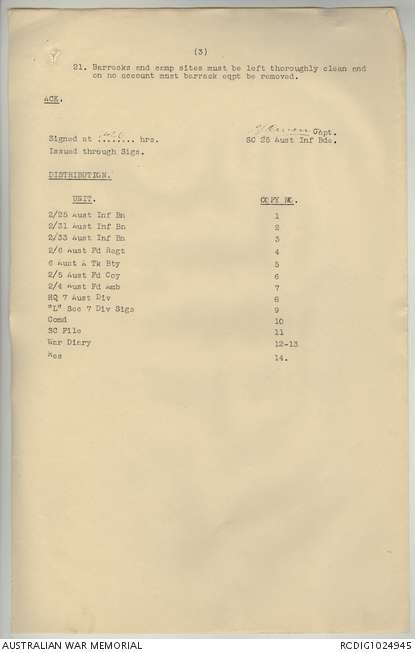 (3)
21. Barracks and camp sites must be left thoroughly clean and
on no account must barrack eqpt be removed.
ACK.
Signed at ........ hrs.
Capt.
SC 25 Aust Inf Bde.
Issued through Sigs.
DISTRIBUTION.
UNIT. COPY NO.
2/25 Aust Inf Bn 1
2/31 Aust Inf Bn 2
2/33 Aust Inf Bn 3
2/6 Aust Fd Regt 4
6 Aust A Tk Bty 5
2/5 Aust Fd Coy 6
2/4 Aust Fd Amb 7
HQ 7 Aust Div 8
"L" Sec 7 Div Sigs 9
Comd 10
SC File 11
War Diary 12-13
Res 14.
AUSTRALIAN WAR MEMORIAL
RCDIG1024945